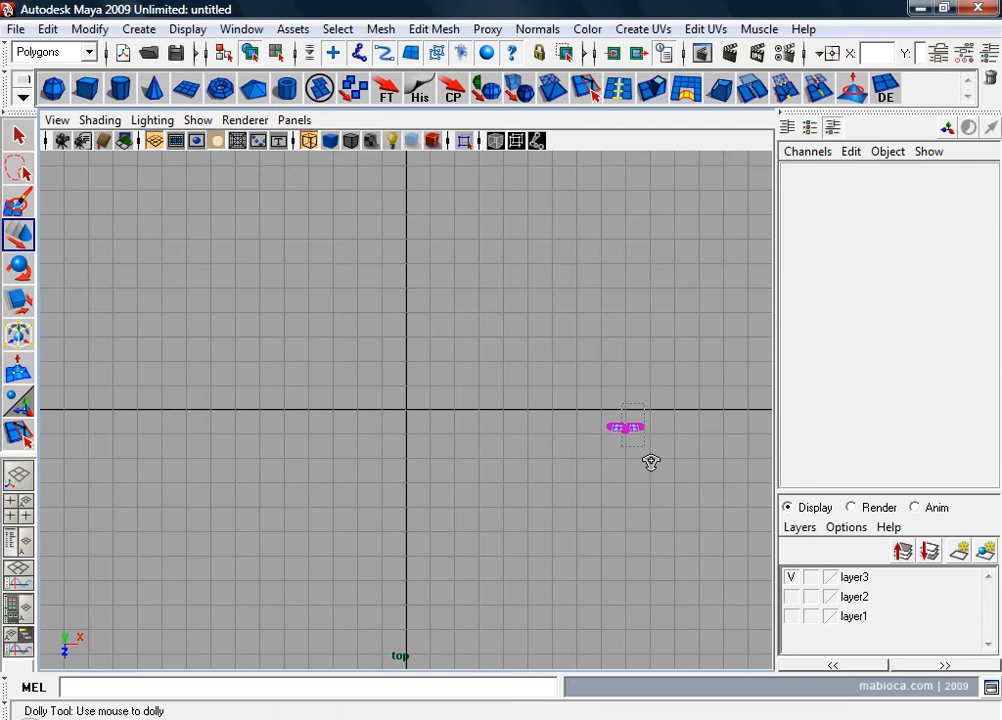 Autodesk Maya 2009 Unlimited: untitled
File Edit Modify Create Display Window Assets Select Mesh Edit Mesh Proxy Normals Color Create UVs Edit UVs Muscle Help
Polygons X: Y:
FT His CP DE
View Shading Lighting Show Renderer Panels
Channels Edit Object Show
Display Render Anim
Layers Options Help
V layer3
layer2
layer1
y x
z
top
<< >>
MEL mabioca.com | 2009
Dolly Tool: Use mouse to dolly